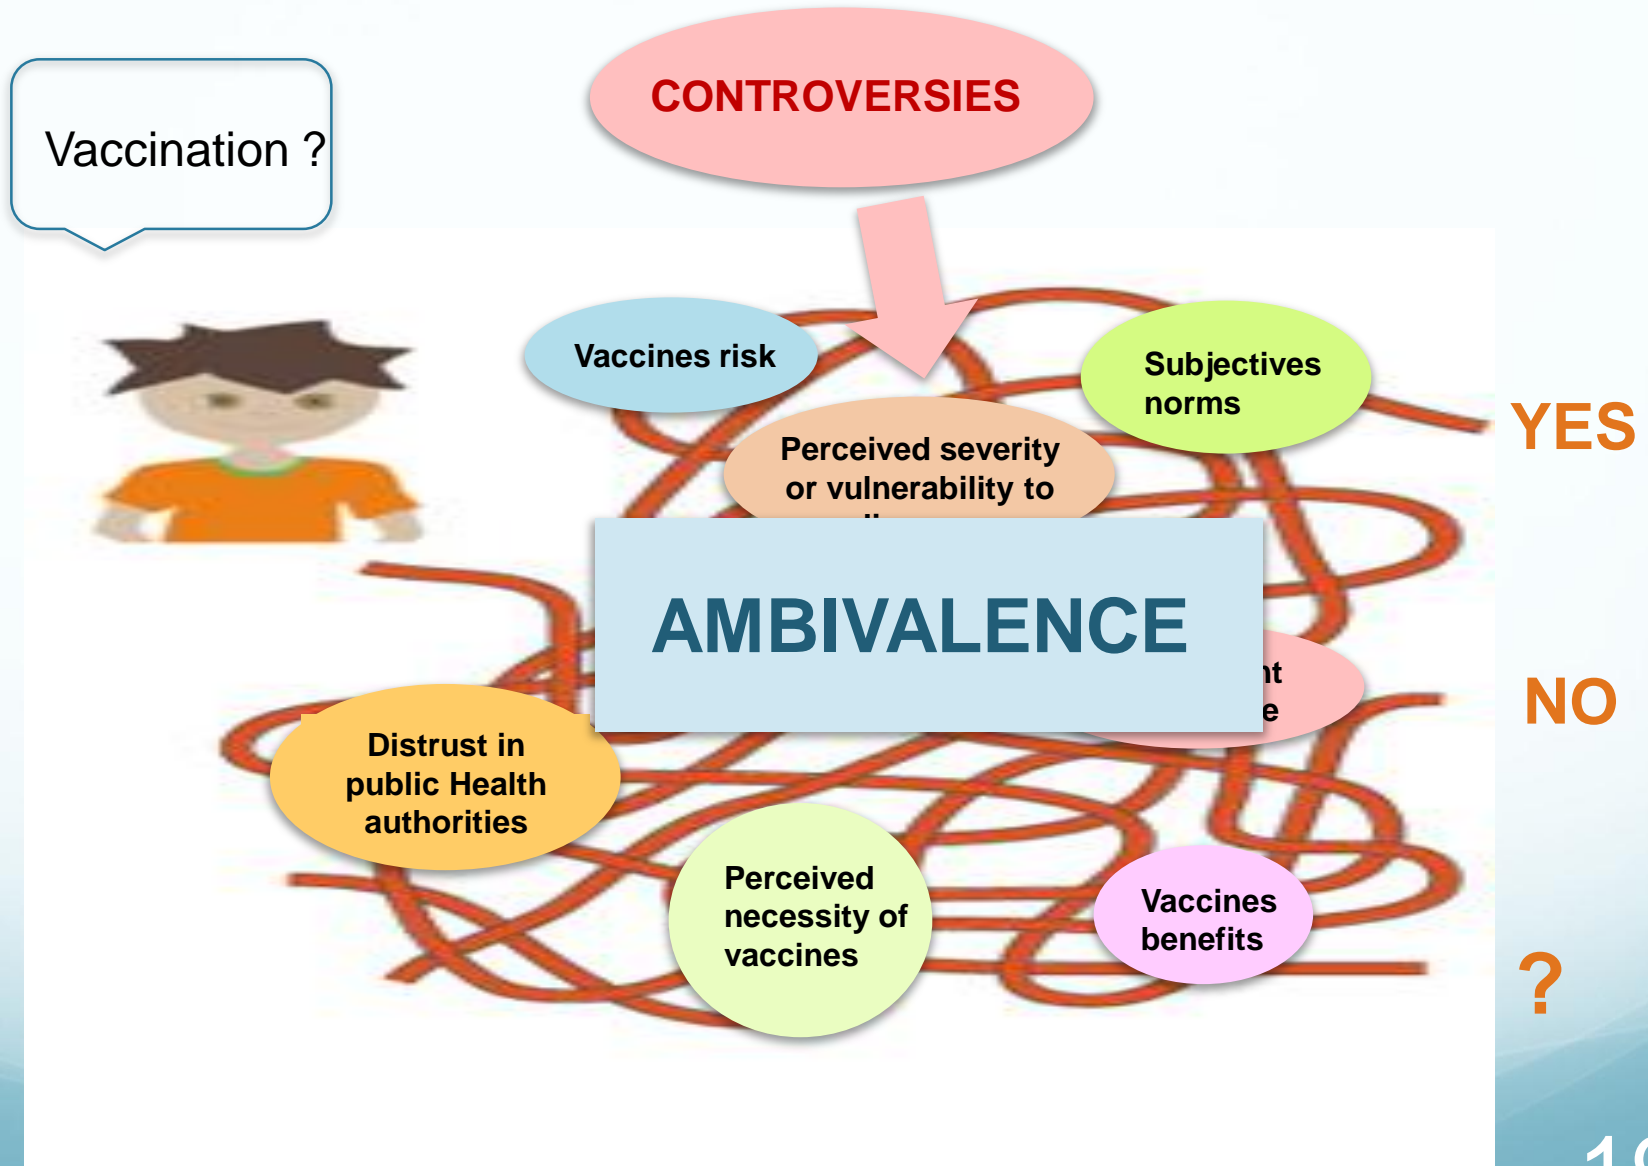 CONTROVERSIES
Vaccination ?
Vaccines risk
Subjectives
norms
YES
Perceived severity
or vulnerability to
AMBIVALENCE
NO
Distrust in
public Health
authorities
Perceived
necessity of
vaccines
Vaccines
benefits
?